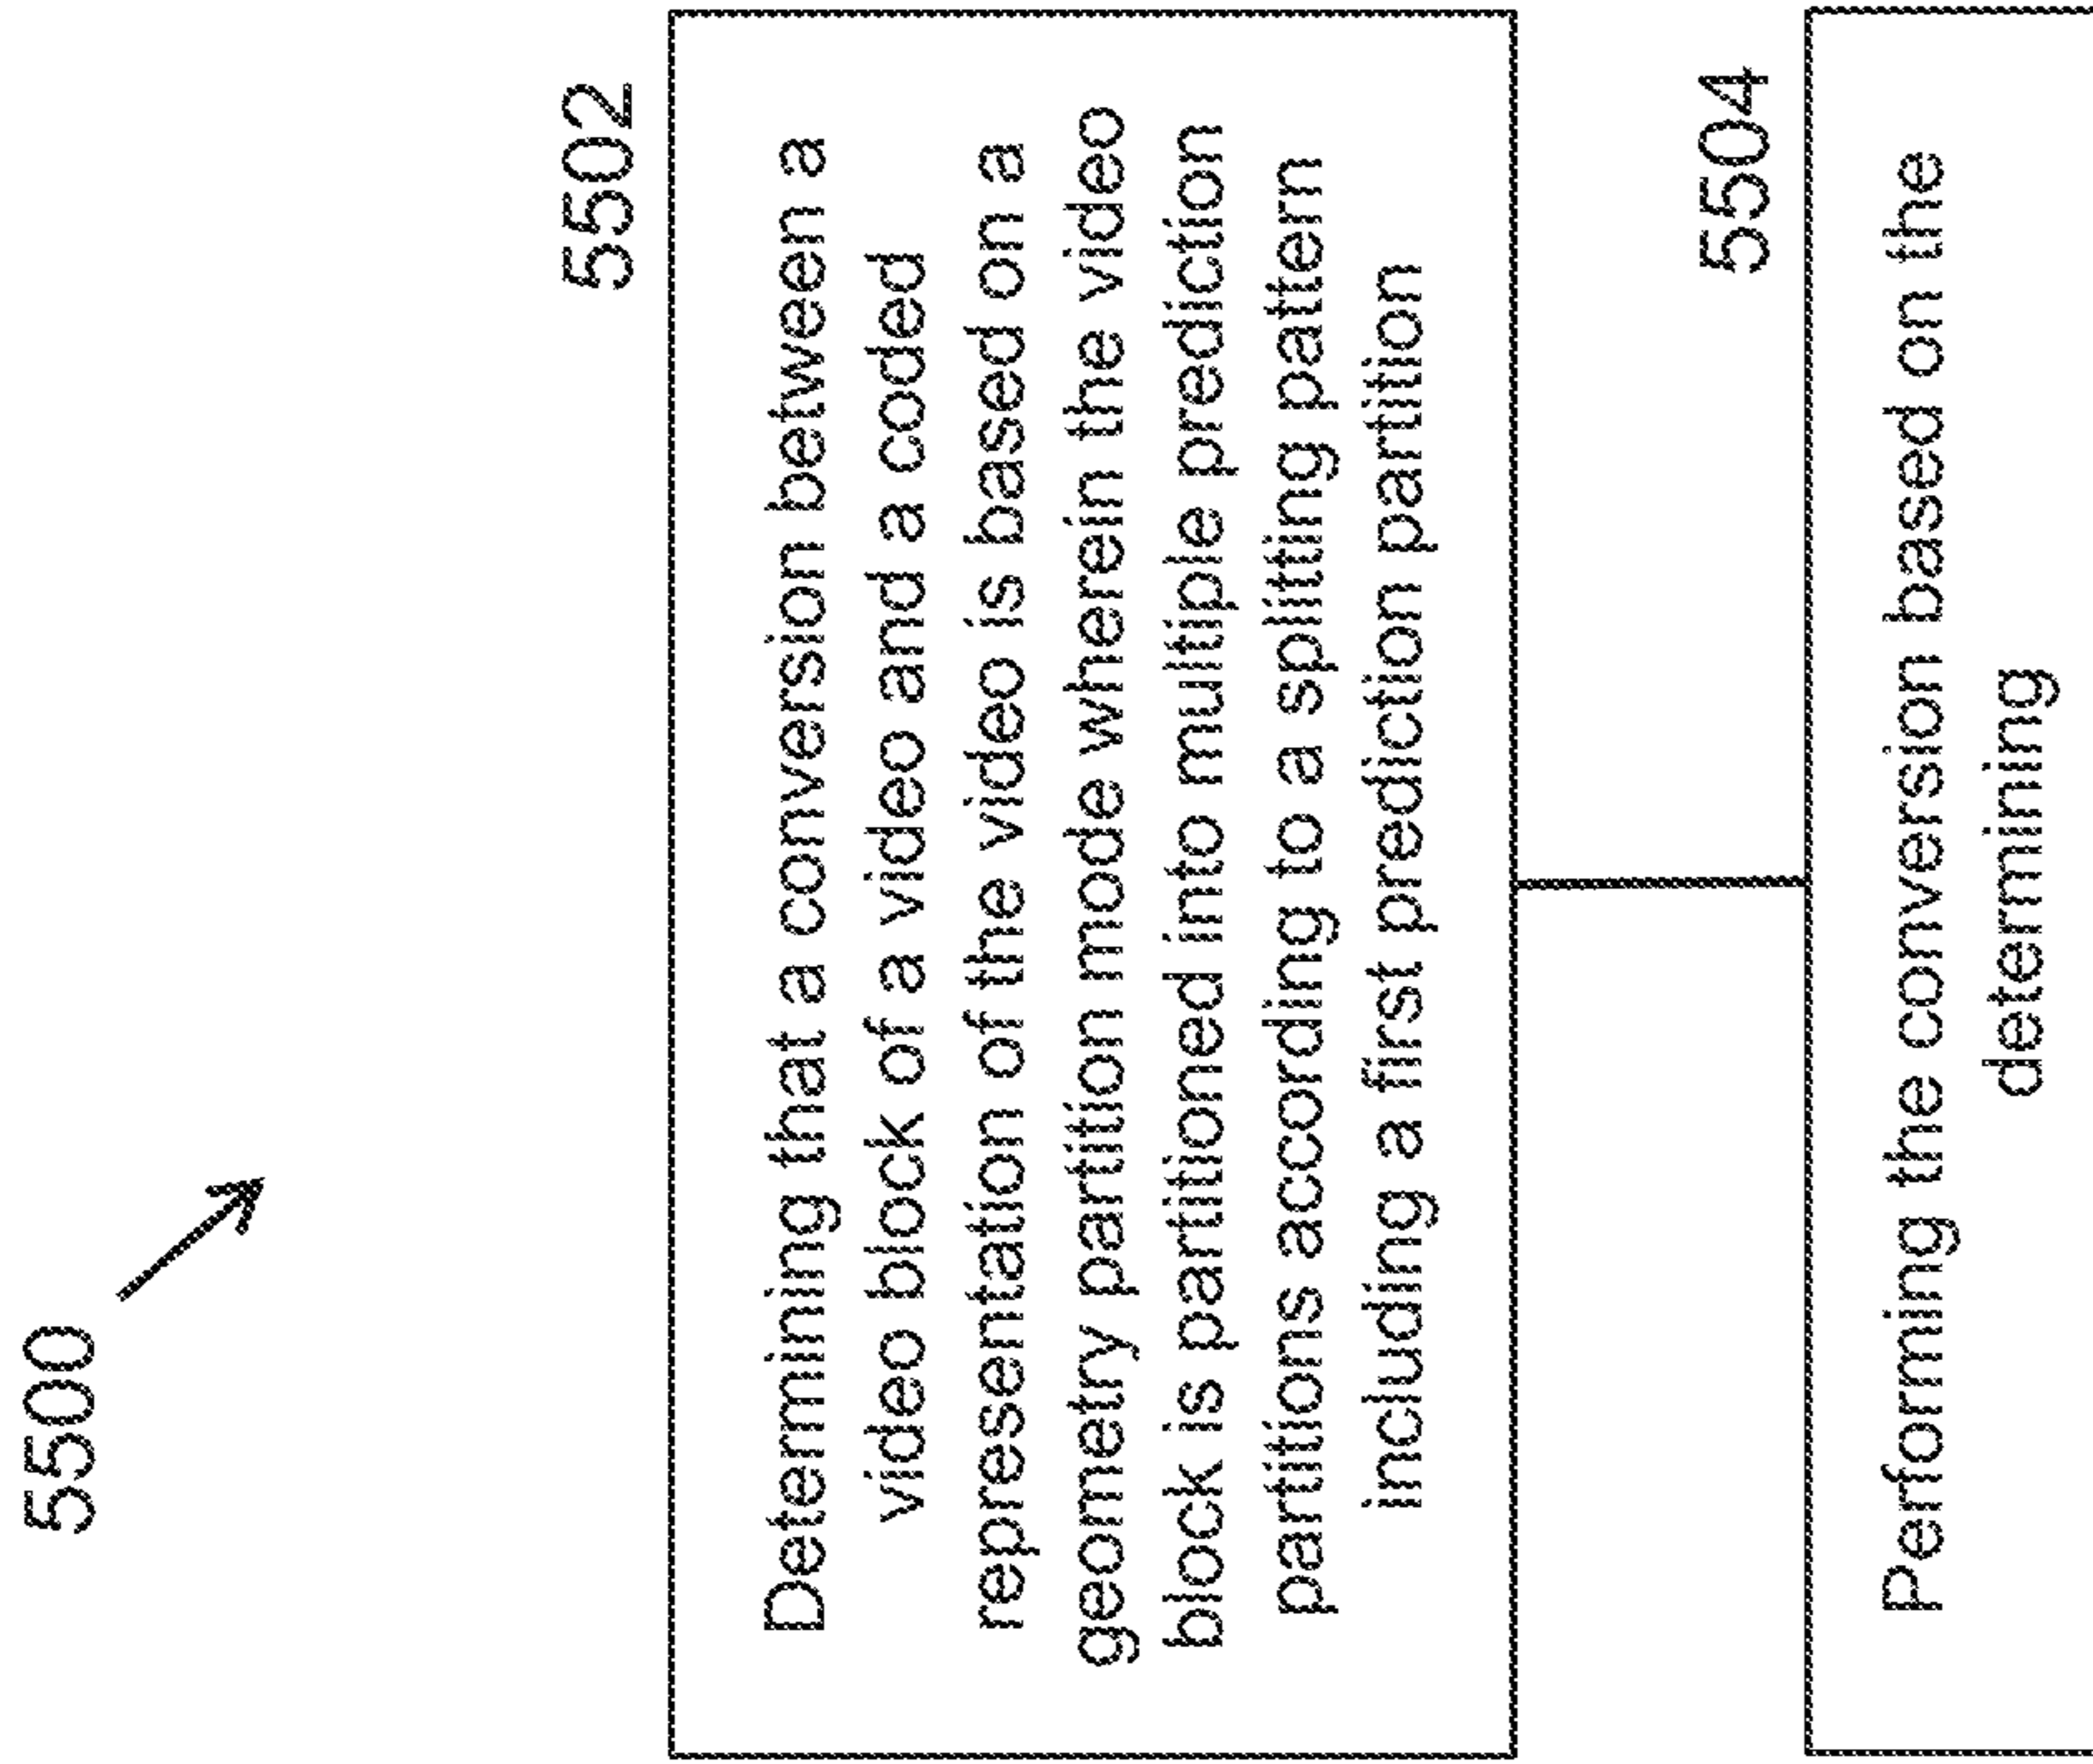 5500
5502
Determining that a conversion between a
video block of a video and a coded
representation of the video is based on a
geometry partition mode wherein the video
block is partitioned into multiple prediction
partitions according to a splitting pattern
including a first prediction partition
5504
Performing the conversion based on the
determining